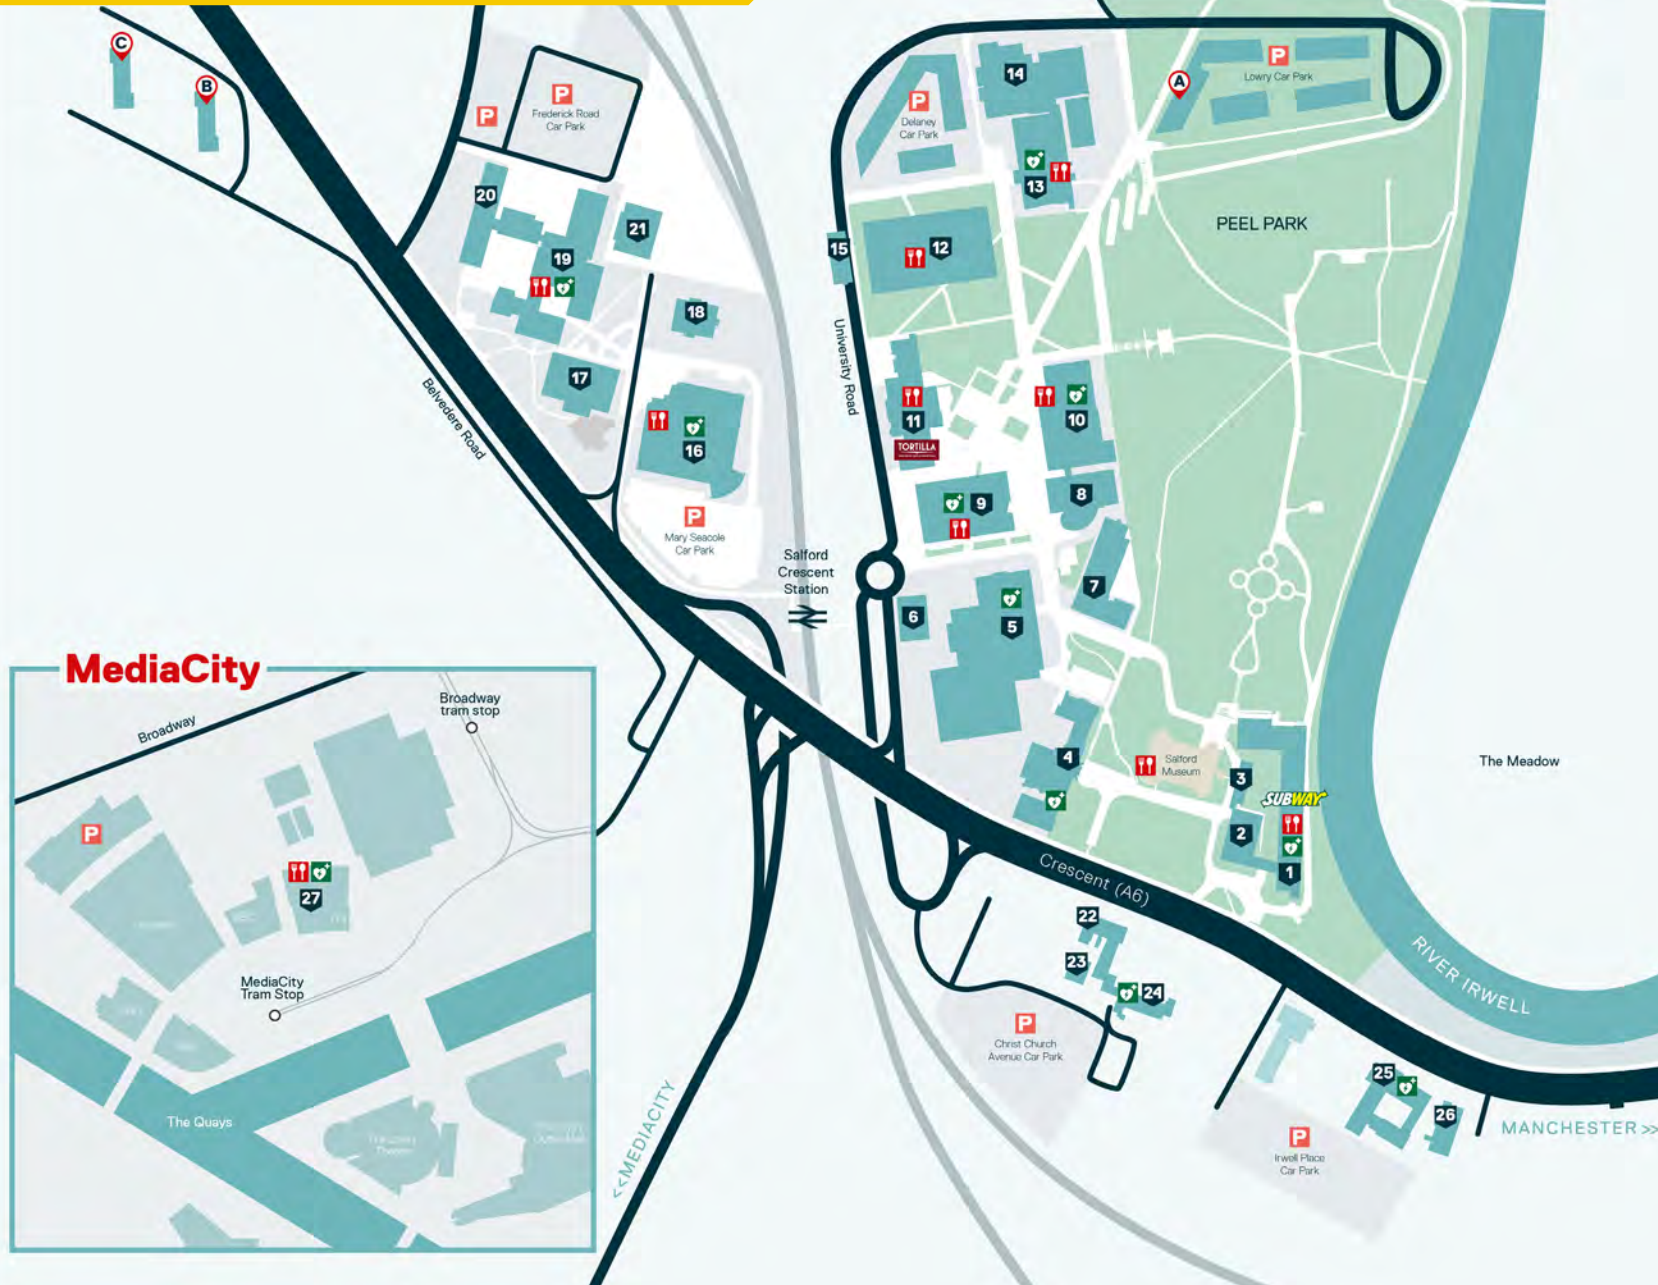 C
B
P
P
Frederick Road
Car Park
P
Delaney
Car Park
14
A
P
Lowry Car Park
13
20
21
19
15
12
PEEL PARK
18
17
University Road
Belvedere Road
16
11
TORTILLA
10
9
8
P
Mary Seacole
Car Park
Salford
Crescent
Station
7
6
5
MediaCity
Broadway
Broadway
tram stop
P
27
MediaCity
Tram Stop
The Quays
4
Salford
Museum
3
SUBWAY
2
1
The Meadow
Crescent (A6)
22
23
24
RIVER IRWELL
P
Christ Church
Avenue Car Park
25
26
P
Irwell Place
Car Park
MANCHESTER >>
<<MEDIACITY